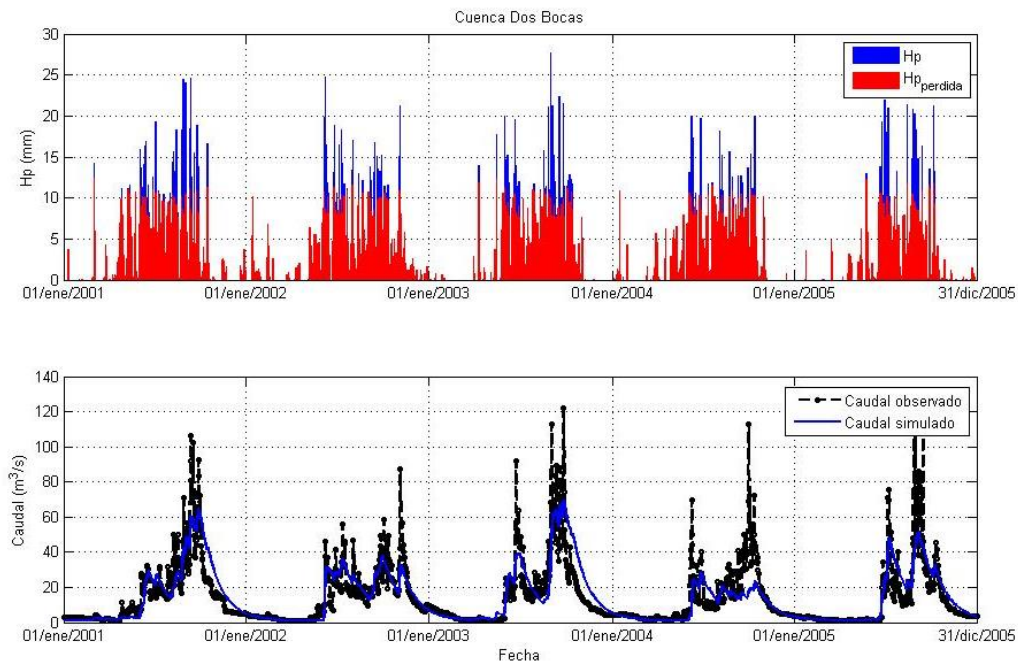 Cuenca Dos Bocas
30
25
20
15
10
5
0
Hp (mm)
Hp
Hp perdida
01/ene/2001 01/ene/2002 01/ene/2003 01/ene/2004 01/ene/2005 31/dic/2005
140
120
100
80
60
40
20
0
Caudal (m³/s)
Caudal observado
Caudal simulado
01/ene/2001 01/ene/2002 01/ene/2003 01/ene/2004 01/ene/2005 31/dic/2005
Fecha